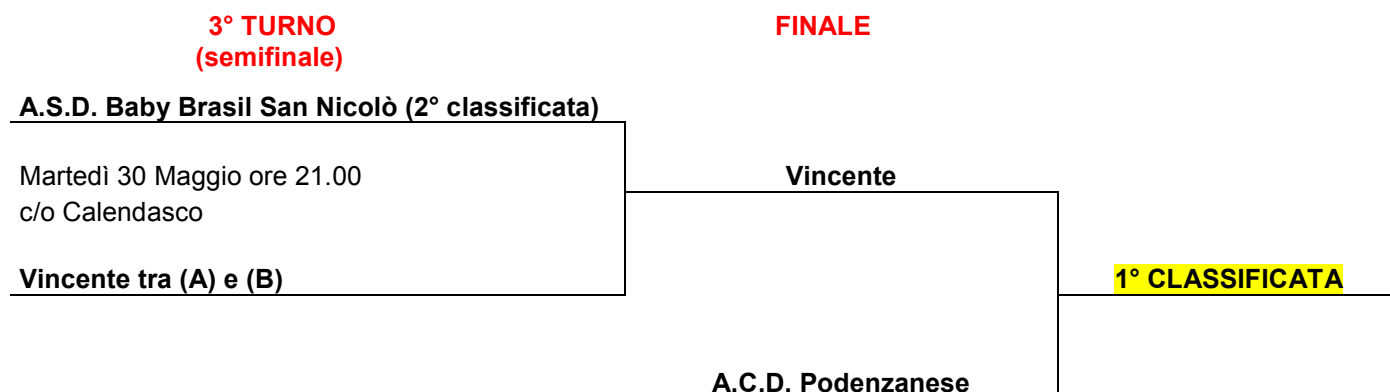 3° TURNO
(semifinale)
FINALE
A.S.D. Baby Brasil San Nicolò (2° classificata)
Martedì 30 Maggio ore 21.00
c/o Calendasco
Vincente
Vincente tra (A) e (B)
1° CLASSIFICATA
A.C.D. Podenzanese